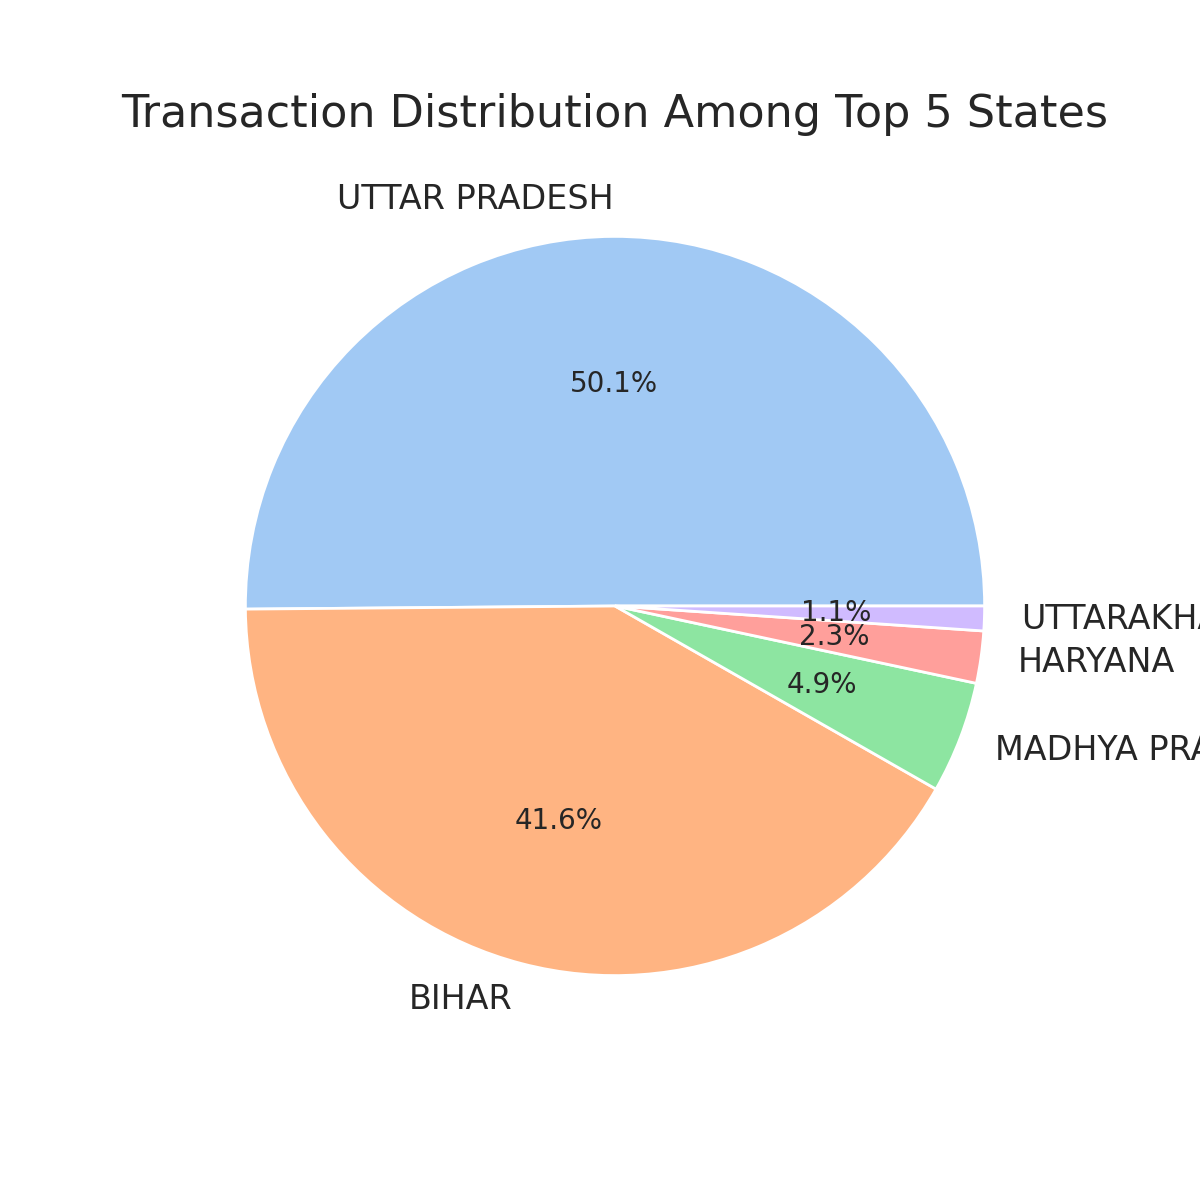 Transaction Distribution Among Top 5 States
UTTAR PRADESH
50.1%
1.1%
UTTARAKHA
2.3%
HARYANA
4.9%
MADHYA PRA
41.6%
BIHAR